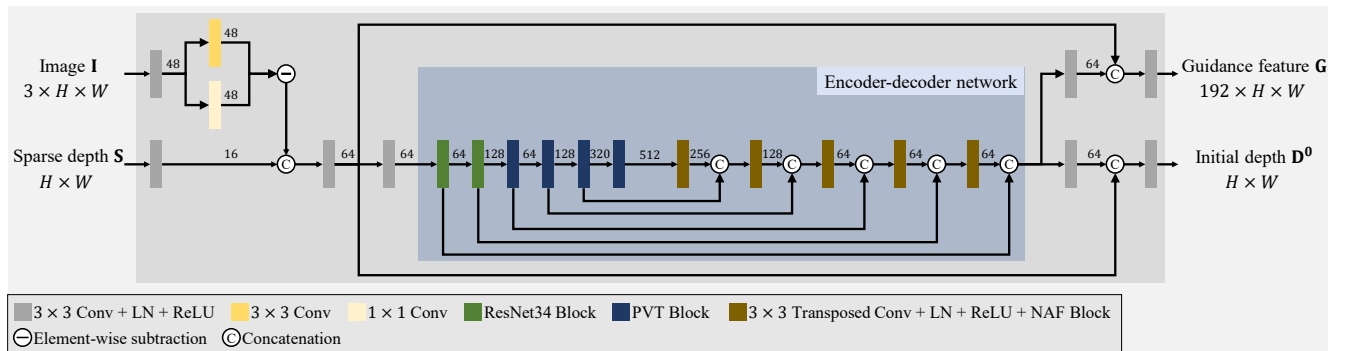 48
48
Image I
3 × H × W
48
64
Guidance feature G
192 × H × W
Encoder-decoder network
48
Sparse depth S
H × W
16
64
64
64
128
64
128
320
512
256
128
64
64
64
64
Initial depth D⁰
H × W
C
C
C
C
C
C
C
C
3 × 3 Conv + LN + ReLU
3 × 3 Conv
1 × 1 Conv
ResNet34 Block
PVT Block
3 × 3 Transposed Conv + LN + ReLU + NAF Block
Element-wise subtraction
C Concatenation